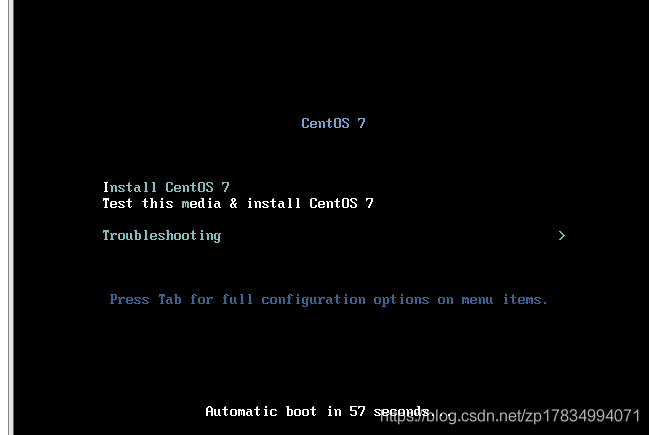 CentOS 7
Install CentOS 7
Test this media & install CentOS 7
Troubleshooting >
Press Tab for full configuration options on menu items.
Automatic boot in 57 seconds...
https://blog.csdn.net/zp17834994071